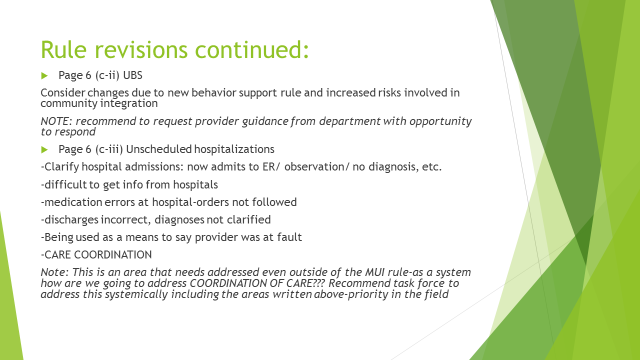 Rule revisions continued:
Page 6 (c-ii) UBS
Consider changes due to new behavior support rule and increased risks involved in
community integration
NOTE: recommend to request provider guidance from department with opportunity
to respond
Page 6 (c-iii) Unscheduled hospitalizations
-Clarify hospital admissions: now admits to ER/ observation/ no diagnosis, etc.
-difficult to get info from hospitals
-medication errors at hospital-orders not followed
-discharges incorrect, diagnoses not clarified
-Being used as a means to say provider was at fault
-CARE COORDINATION
Note: This is an area that needs addressed even outside of the MUI rule-as a system
how are we going to address COORDINATION OF CARE??? Recommend task force to
address this systemically including the areas written above-priority in the field